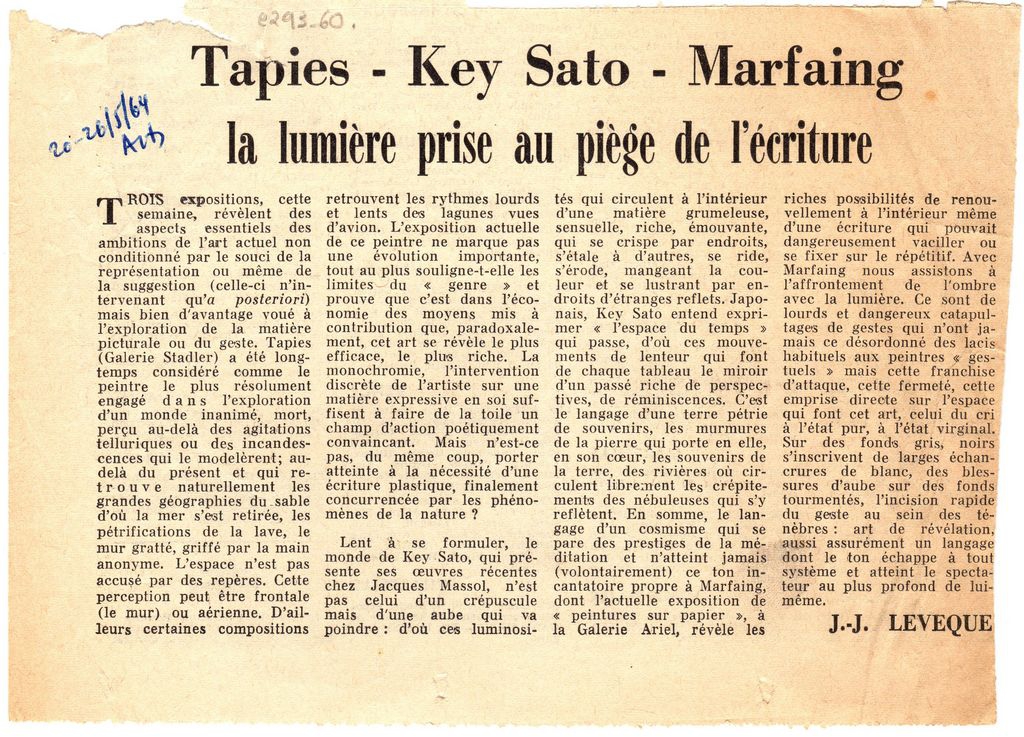 e293-60.
20-26/5/64
Arts
Tapies - Key Sato - Marfaing
la lumière prise au piège de l'écriture
TROIS expositions, cette
semaine, révèlent des
aspects essentiels des
ambitions de l'art actuel non
conditionné par le souci de la
représentation ou même de
la suggestion (celle-ci n'in-
tervenant qu'a posteriori)
mais bien d'avantage voué à
l'exploration de la matière
picturale ou du geste. Tapies
(Galerie Stadler) a été long-
temps considéré comme le
peintre le plus résolument
engagé dans l'exploration
d'un monde inanimé, mort,
perçu au-delà des agitations
telluriques ou des incandes-
cences qui le modelèrent; au-
delà du présent et qui re-
trouve naturellement les
grandes géographies du sable
d'où la mer s'est retirée, les
pétrifications de la lave, le
mur gratté, griffé par la main
anonyme. L'espace n'est pas
accusé par des repères. Cette
perception peut être frontale
(le mur) ou aérienne. D'ail-
leurs certaines compositions
retrouvent les rythmes lourds
et lents des lagunes vues
d'avion. L'exposition actuelle
de ce peintre ne marque pas
une évolution importante,
tout au plus souligne-t-elle les
limites du « genre » et
prouve que c'est dans l'éco-
nomie des moyens mis à
contribution que, paradoxale-
ment, cet art se révèle le plus
efficace, le plus riche. La
monochromie, l'intervention
discrète de l'artiste sur une
matière expressive en soi suf-
fisent à faire de la toile un
champ d'action poétiquement
convaincant. Mais n'est-ce
pas, du même coup, porter
atteinte à la nécessité d'une
écriture plastique, finalement
concurrencée par les phéno-
mènes de la nature ?
Lent à se formuler, le
monde de Key Sato, qui pré-
sente ses œuvres récentes
chez Jacques Massol, n'est
pas celui d'un crépuscule
mais d'une aube qui va
poindre : d'où ces luminosi-
tés qui circulent à l'intérieur
d'une matière grumeleuse,
sensuelle, riche, émouvante,
qui se crispe par endroits,
s'étale à d'autres, se ride,
s'érode, mangeant la cou-
leur et se lustrant par en-
droits d'étranges reflets. Japo-
nais, Key Sato entend expri-
mer « l'espace du temps »
qui passe, d'où ces mouve-
ments de lenteur qui font
de chaque tableau le miroir
d'un passé riche de perspec-
tives, de réminiscences. C'est
le langage d'une terre pétrie
de souvenirs, les murmures
de la pierre qui porte en elle,
en son cœur, les souvenirs de
la terre, des rivières où cir-
culent librement les crépite-
ments des nébuleuses qui s'y
reflètent. En somme, le lan-
gage d'un cosmisme qui se
pare des prestiges de la mé-
ditation et n'atteint jamais
(volontairement) ce ton in-
cantatoire propre à Marfaing,
dont l'actuelle exposition de
« peintures sur papier », à
la Galerie Ariel, révèle les
riches possibilités de renou-
vellement à l'intérieur même
d'une écriture qui pouvait
dangereusement vaciller ou
se fixer sur le répétitif. Avec
Marfaing nous assistons à
l'affrontement de l'ombre
avec la lumière. Ce sont de
lourds et dangereux catapul-
tages de gestes qui n'ont ja-
mais ce désordonné des lacis
habituels aux peintres « ges-
tuels » mais cette franchise
d'attaque, cette fermeté, cette
emprise directe sur l'espace
qui font cet art, celui du cri
à l'état pur, à l'état virginal.
Sur des fonds gris, noirs
s'inscrivent de larges échan-
crures de blanc, des bles-
sures d'aube sur des fonds
tourmentés, l'incision rapide
du geste au sein des té-
nèbres : art de révélation,
aussi assurément un langage
dont le ton échappe à tout
système et atteint le specta-
teur au plus profond de lui-
même.
J.-J. LEVEQUE